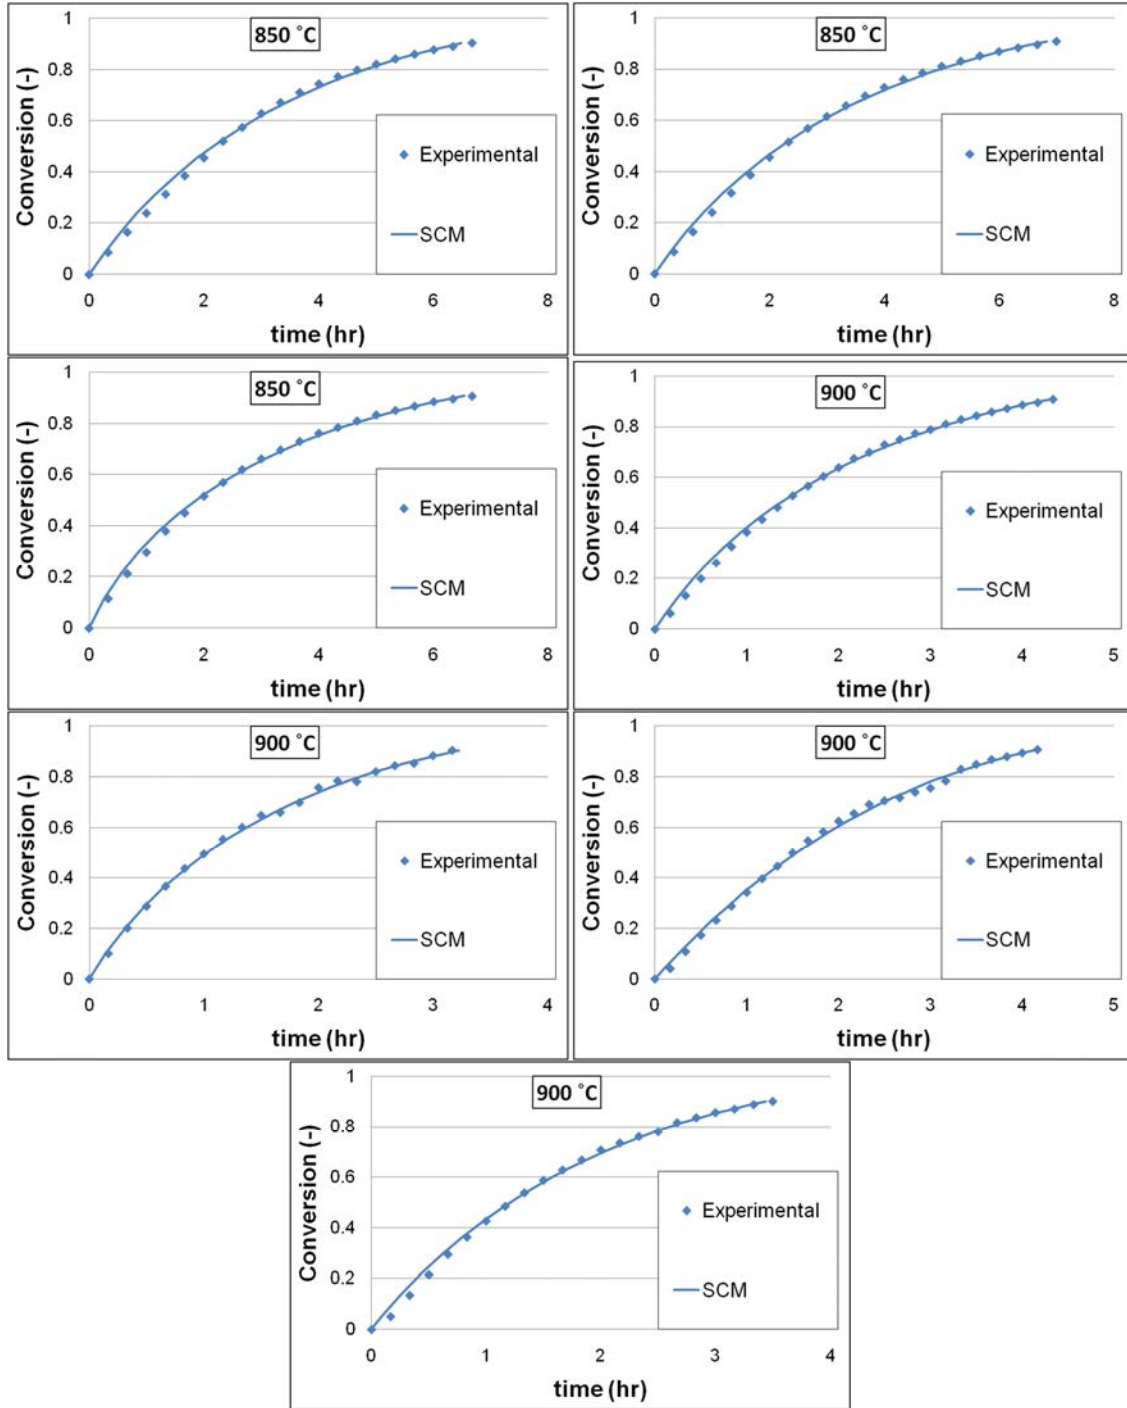 850 ˚C
Conversion (-)
1
0.8
0.6
0.4
0.2
0
Experimental
SCM
0 2 4 6 8
time (hr)
850 ˚C
Conversion (-)
1
0.8
0.6
0.4
0.2
0
Experimental
SCM
0 2 4 6 8
time (hr)
850 ˚C
Conversion (-)
1
0.8
0.6
0.4
0.2
0
Experimental
SCM
0 2 4 6 8
time (hr)
900 ˚C
Conversion (-)
1
0.8
0.6
0.4
0.2
0
Experimental
SCM
0 1 2 3 4 5
time (hr)
900 ˚C
Conversion (-)
1
0.8
0.6
0.4
0.2
0
Experimental
SCM
0 1 2 3 4
time (hr)
900 ˚C
Conversion (-)
1
0.8
0.6
0.4
0.2
0
Experimental
SCM
0 1 2 3 4 5
time (hr)
900 ˚C
Conversion (-)
1
0.8
0.6
0.4
0.2
0
Experimental
SCM
0 1 2 3 4
time (hr)